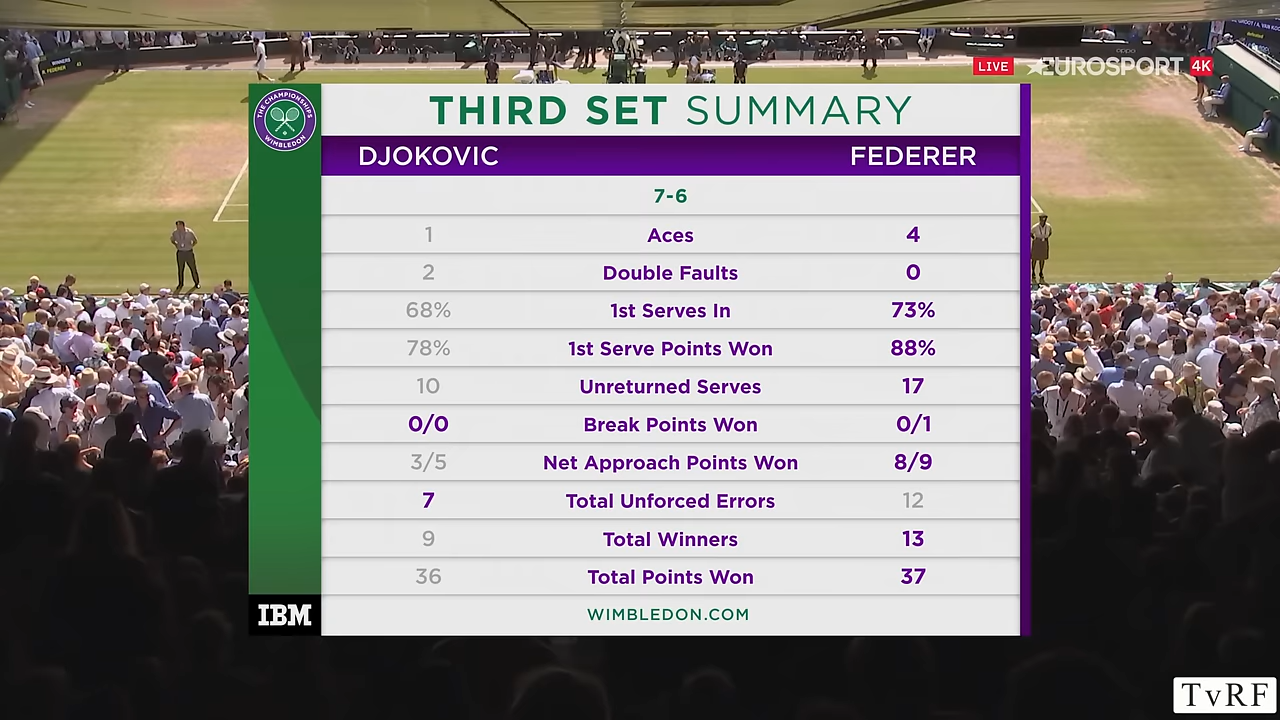 WINNERS
R. FEDERER
oppo
LIVE EUROSPORT 4K
THE CHAMPIONSHIPS
WIMBLEDON
THIRD SET SUMMARY
DJOKOVIC FEDERER
7-6
1 Aces 4
2 Double Faults 0
68% 1st Serves In 73%
78% 1st Serve Points Won 88%
10 Unreturned Serves 17
0/0 Break Points Won 0/1
3/5 Net Approach Points Won 8/9
7 Total Unforced Errors 12
9 Total Winners 13
36 Total Points Won 37
IBM WIMBLEDON.COM
TvRF